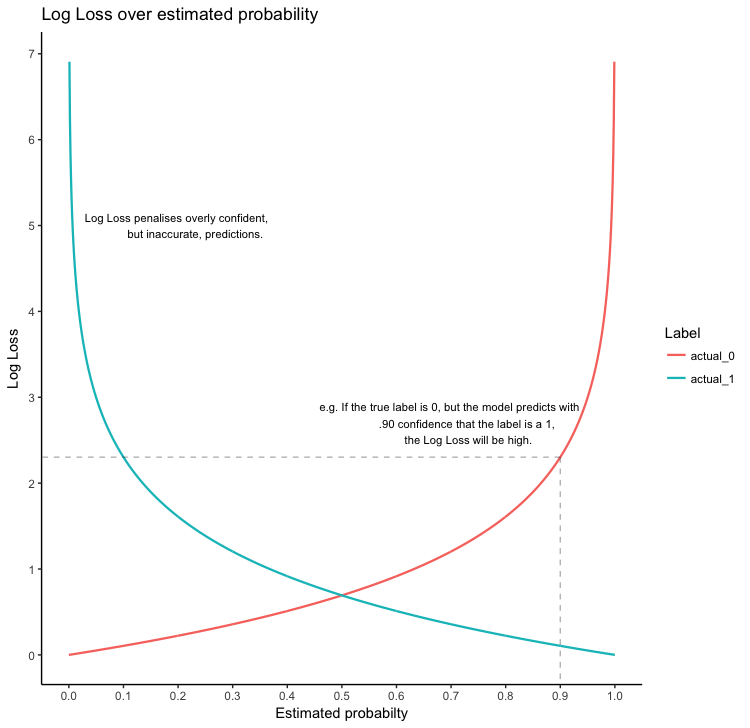 Log Loss over estimated probability
7
6
5
4
3
2
1
0
Log Loss
Log Loss penalises overly confident,
but inaccurate, predictions.
e.g. If the true label is 0, but the model predicts with
.90 confidence that the label is a 1,
the Log Loss will be high.
Label
actual_0
actual_1
0.0 0.1 0.2 0.3 0.4 0.5 0.6 0.7 0.8 0.9 1.0
Estimated probabilty